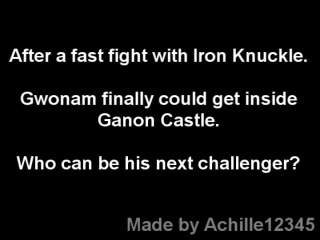 After a fast fight with Iron Knuckle.
Gwonam finally could get inside
Ganon Castle.
Who can be his next challenger?
Made by Achille12345